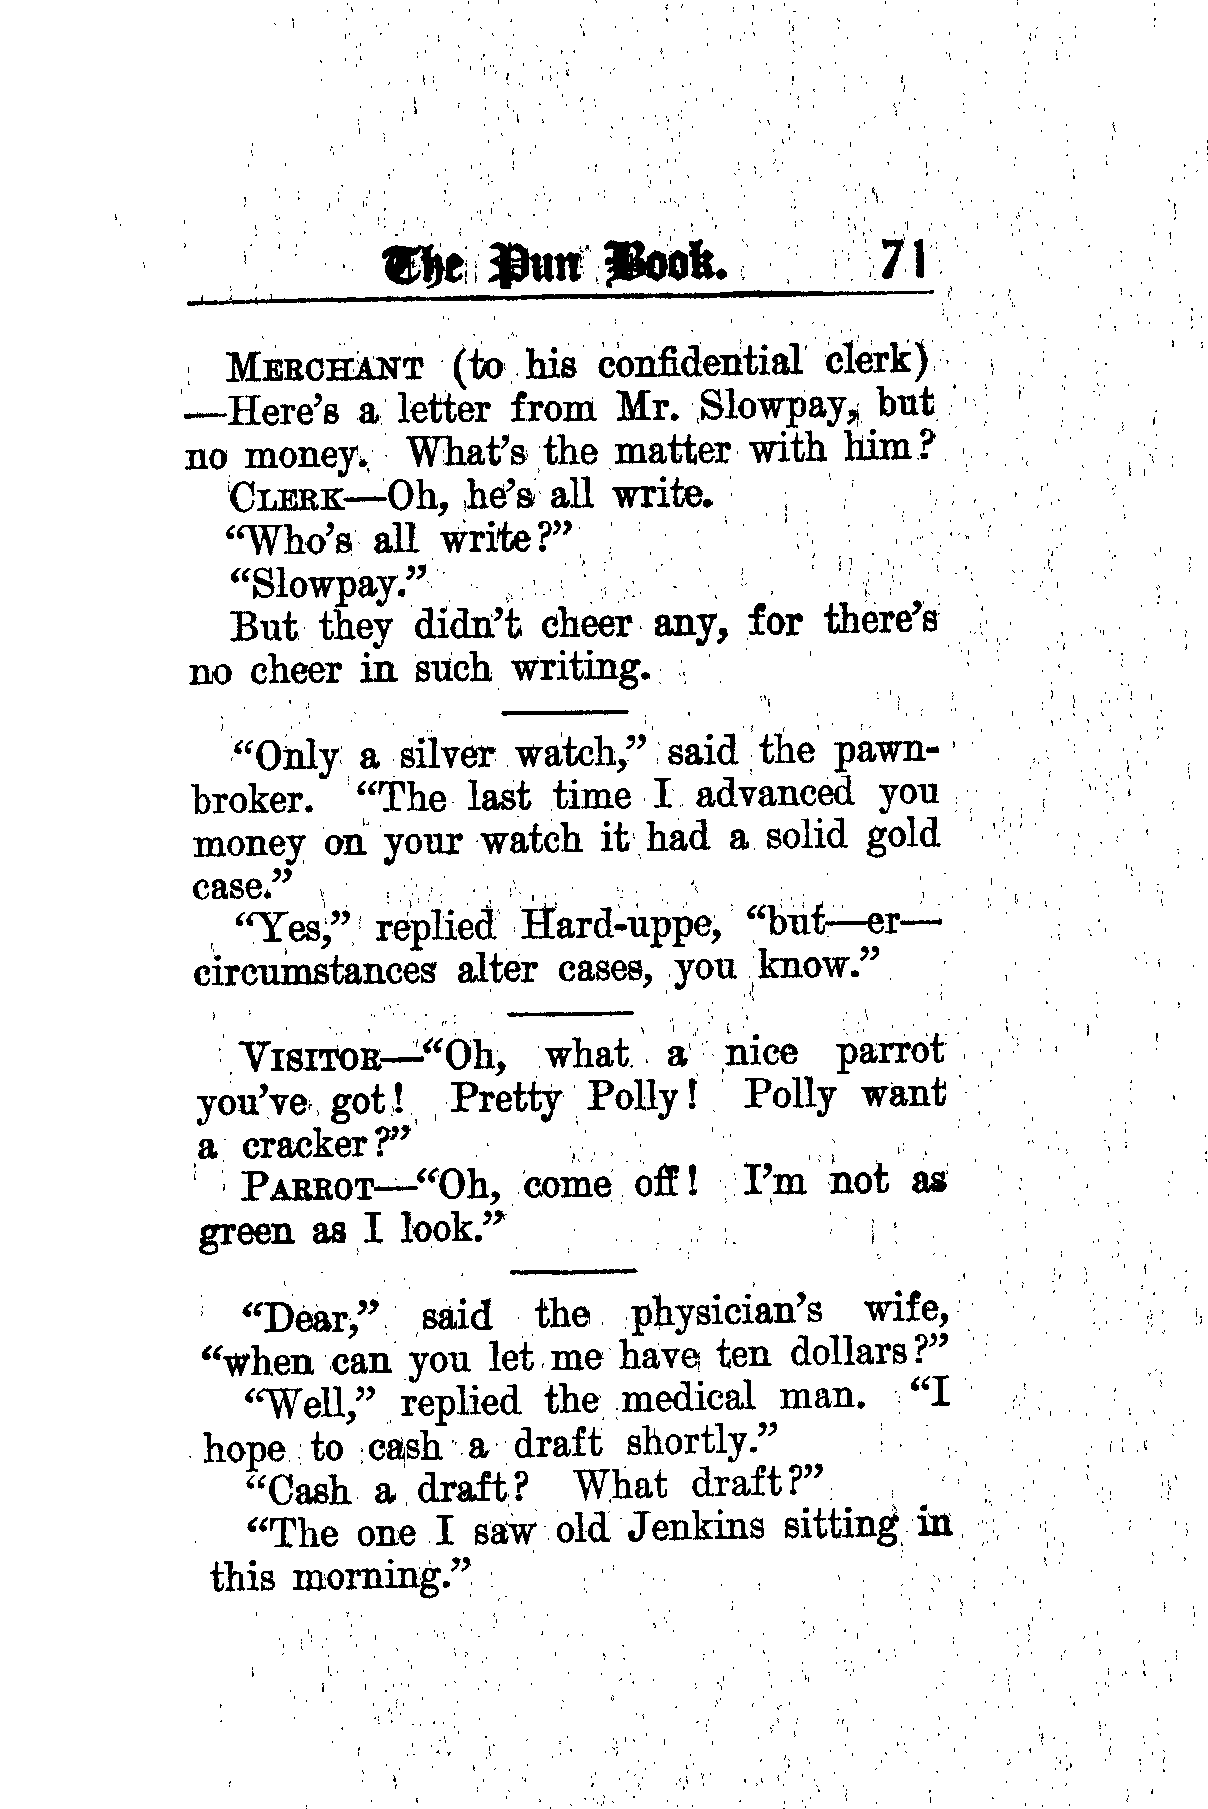 The Pun Book. 71
MERCHANT (to his confidential clerk)
—Here's a letter from Mr. Slowpay, but
no money. What's the matter with him?
CLERK—Oh, he's all write.
“Who's all write?”
“Slowpay.”
But they didn't cheer any, for there's
no cheer in such writing.
“Only a silver watch,” said the pawn-
broker. “The last time I advanced you
money on your watch it had a solid gold
case.”
“Yes,” replied Hard-uppe, “but—er—
circumstances alter cases, you know.”
VISITOR—“Oh, what a nice parrot
you've got! Pretty Polly! Polly want
a cracker?”
PARROT—“Oh, come off! I'm not as
green as I look.”
“Dear,” said the physician's wife,
“when can you let me have ten dollars?”
“Well,” replied the medical man. “I
hope to cash a draft shortly.”
“Cash a draft? What draft?”
“The one I saw old Jenkins sitting in
this morning.”